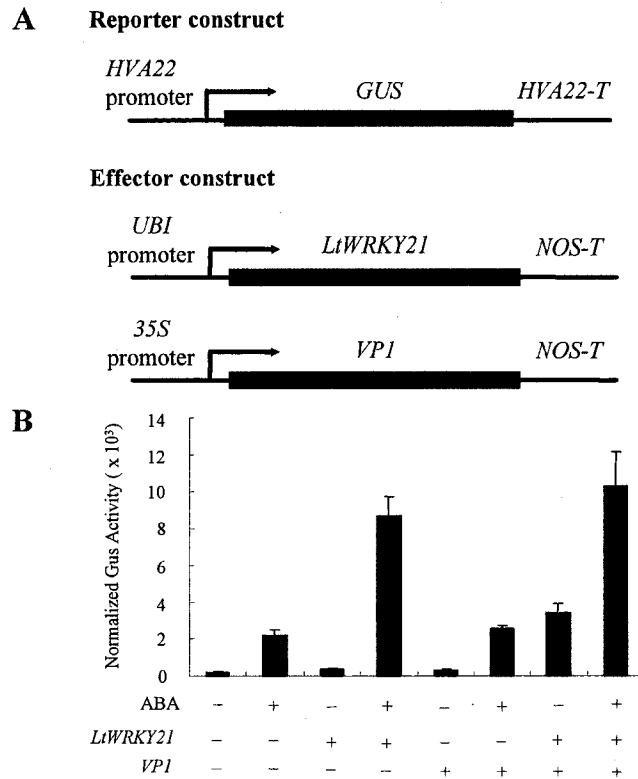 A Reporter construct
HVA22
promoter
GUS
HVA22-T
Effector construct
UBI
promoter
LtWRKY21
NOS-T
35S
promoter
VP1
NOS-T
B
Normalized Gus Activity ( x 10³)
14
12
10
8
6
4
2
0
ABA − + − + − + − +
LtWRKY21 − − + + − − + +
VP1 − − − − + + + +